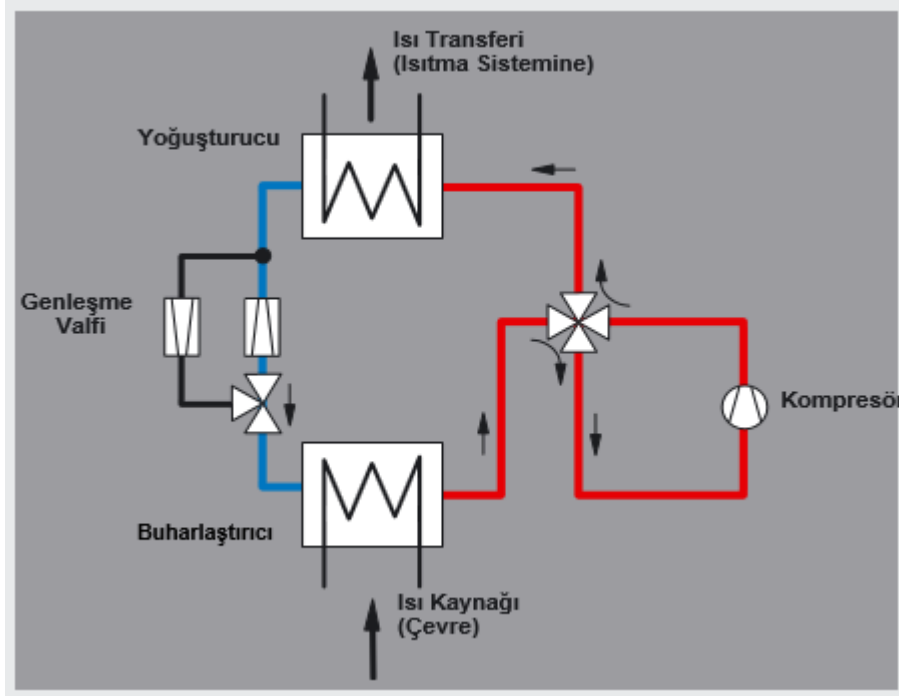 Isı Transferi
(Isıtma Sistemine)
Yoğuşturucu
Genleşme
Valfi
Kompresör
Buharlaştırıcı
Isı Kaynağı
(Çevre)